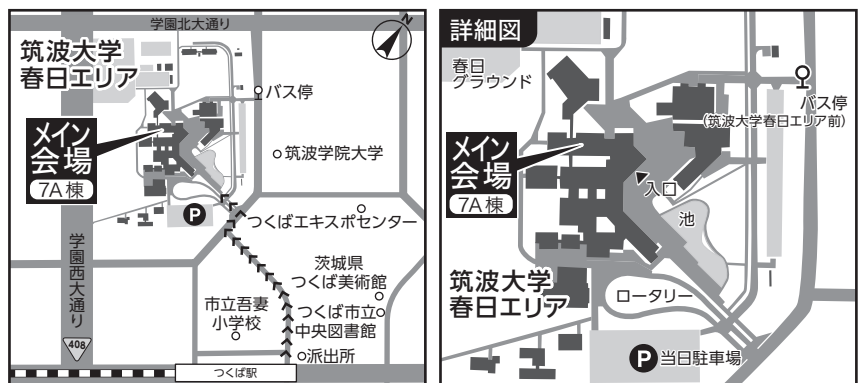 学園北大通り
N
筑波大学
春日エリア
バス停
メイン
会場
7A棟
筑波学院大学
P
つくばエキスポセンター
学園西大通り
茨城県
つくば美術館
市立吾妻
小学校
つくば市立
中央図書館
408
派出所
つくば駅
詳細図
春日
グラウンド
バス停
(筑波大学春日エリア前)
メイン
会場
7A棟
入口
池
筑波大学
春日エリア
ロータリー
P 当日駐車場